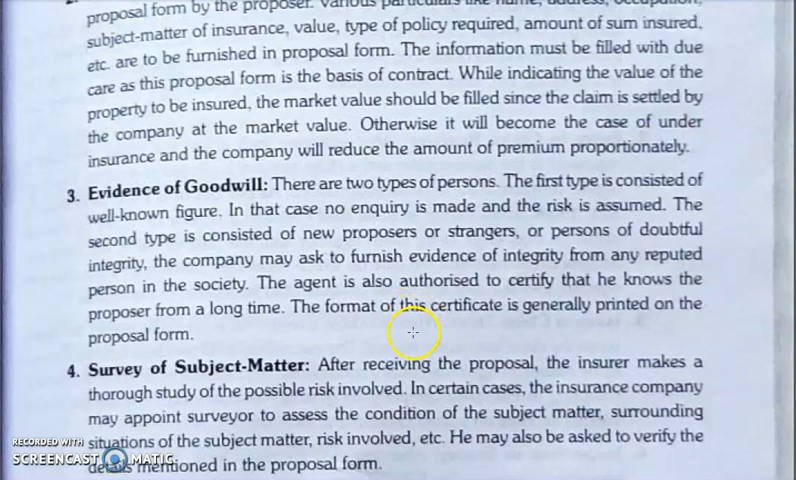 proposal form by the proposer. Various particulars like name, address, occupation,
subject-matter of insurance, value, type of policy required, amount of sum insured,
etc. are to be furnished in proposal form. The information must be filled with due
care as this proposal form is the basis of contract. While indicating the value of the
property to be insured, the market value should be filled since the claim is settled by
the company at the market value. Otherwise it will become the case of under
insurance and the company will reduce the amount of premium proportionately.
3. Evidence of Goodwill: There are two types of persons. The first type is consisted of
well-known figure. In that case no enquiry is made and the risk is assumed. The
second type is consisted of new proposers or strangers, or persons of doubtful
integrity, the company may ask to furnish evidence of integrity from any reputed
person in the society. The agent is also authorised to certify that he knows the
proposer from a long time. The format of this certificate is generally printed on the
proposal form.
4. Survey of Subject-Matter: After receiving the proposal, the insurer makes a
thorough study of the possible risk involved. In certain cases, the insurance company
may appoint surveyor to assess the condition of the subject matter, surrounding
situations of the subject matter, risk involved, etc. He may also be asked to verify the
details mentioned in the proposal form.
RECORDED WITH
SCREENCAST MATIC